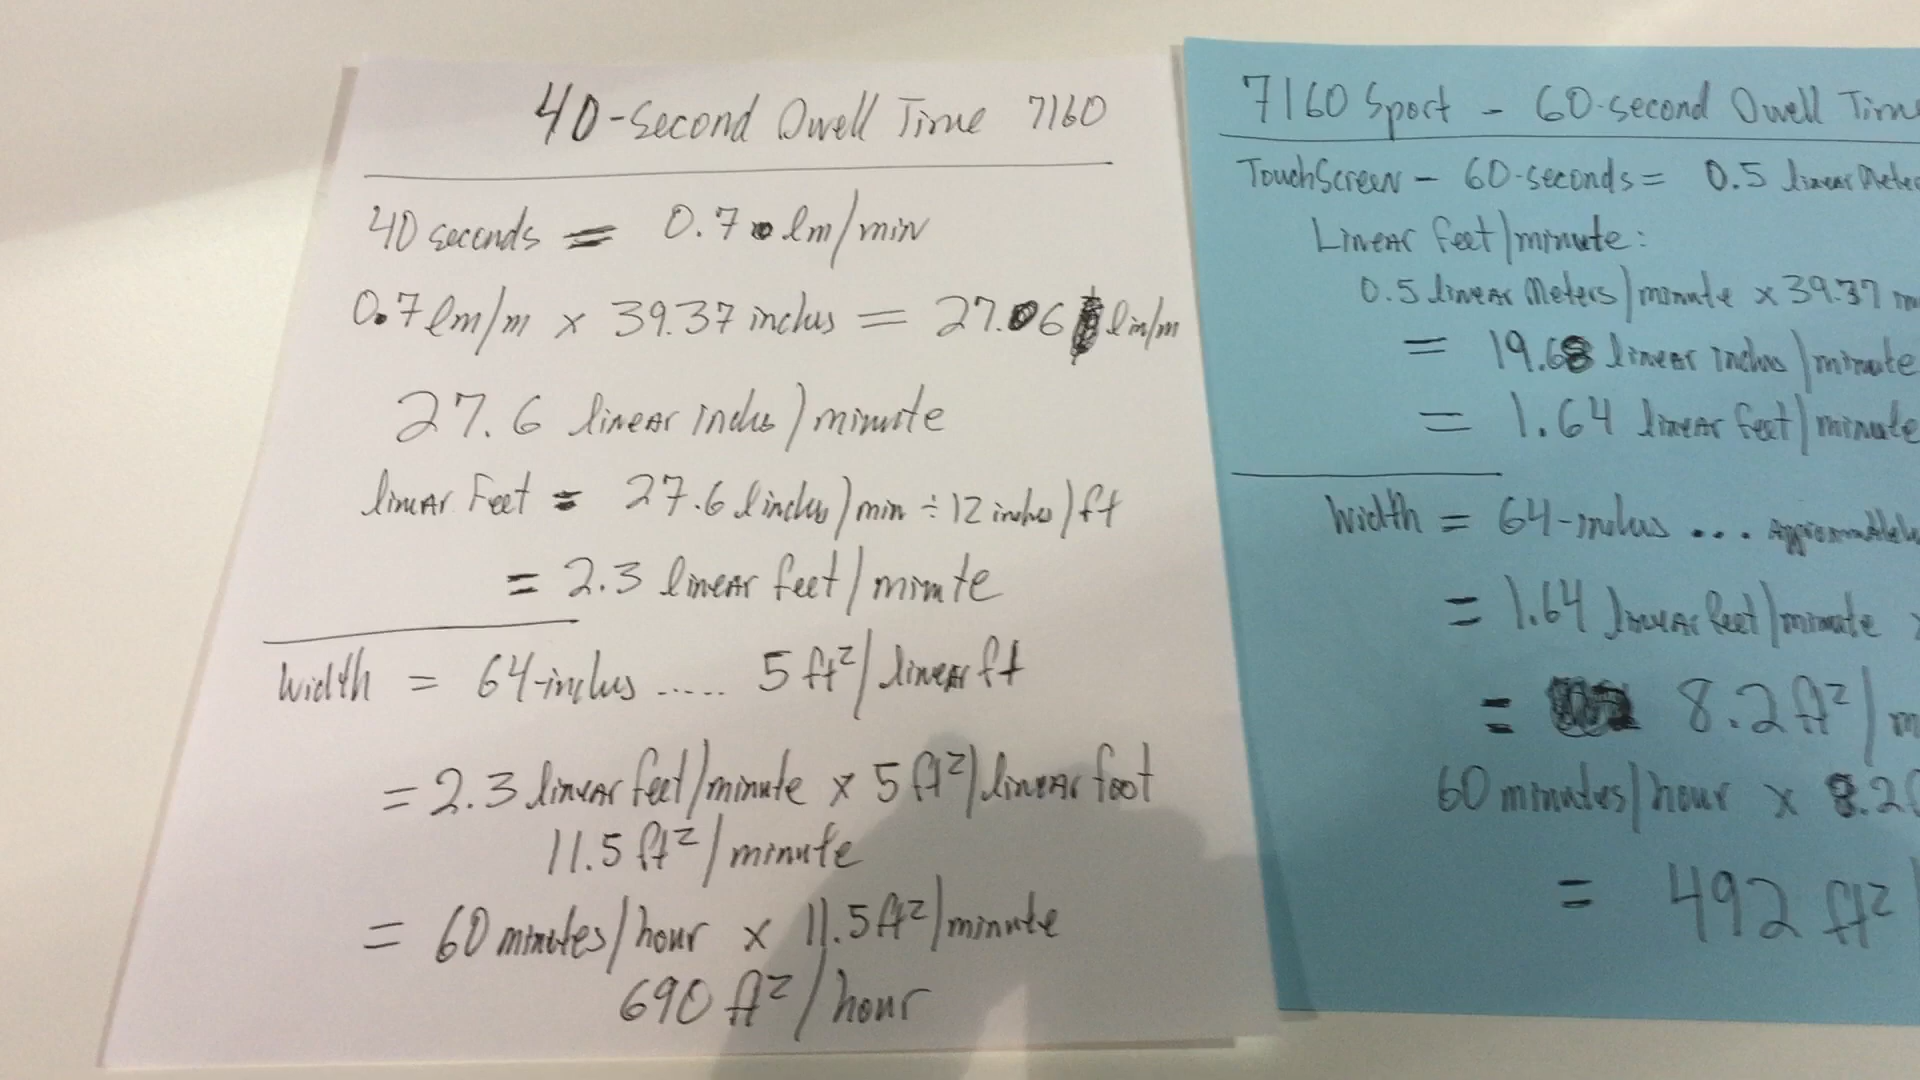 40-Second Dwell Time 7160
40 seconds = 0.7 lm/min
0.7 lm/m x 39.37 inches = 27.06 lin/m
27.6 linear inches/minute
linear Feet = 27.6 linches/min ÷ 12 inches/ft
= 2.3 linear feet/minute
Width = 64-inches ..... 5 ft²/linear ft
= 2.3 linear feet/minute x 5 ft²/linear foot
11.5 ft²/minute
= 60 minutes/hour x 11.5 ft²/minute
690 ft²/hour
7160 Sport - 60-second Dwell Time
TouchScreen - 60-seconds = 0.5 linear Meter
Linear feet/minute:
0.5 linear Meters/minute x 39.37
= 19.68 linear inches/minute
= 1.64 linear feet/minute
Width = 64-inches ... Approximately
= 1.64 linear feet/minute x
= 8.2 ft²/m
60 minutes/hour x 8.2
= 492 ft²/